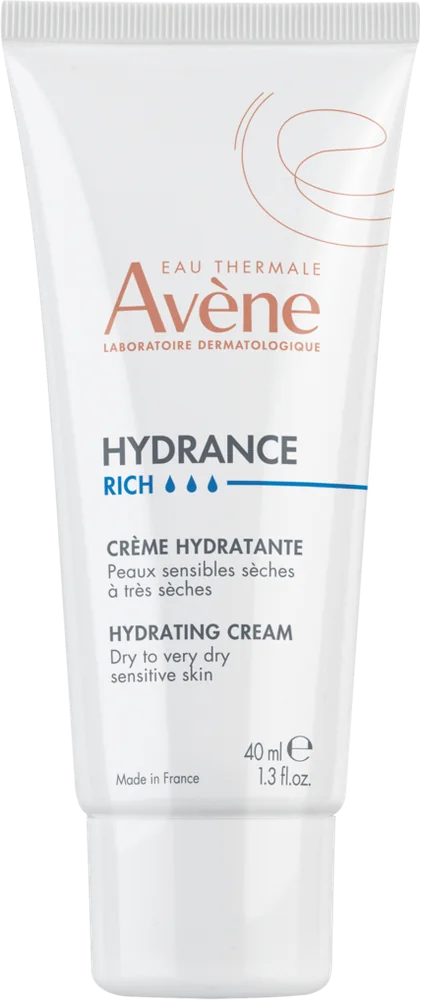 EAU THERMALE
Avène
LABORATOIRE DERMATOLOGIQUE
HYDRANCE
RICH
CRÈME HYDRATANTE
Peaux sensibles sèches
à très sèches
HYDRATING CREAM
Dry to very dry
sensitive skin
40 ml ℮
Made in France
1.3 fl.oz.